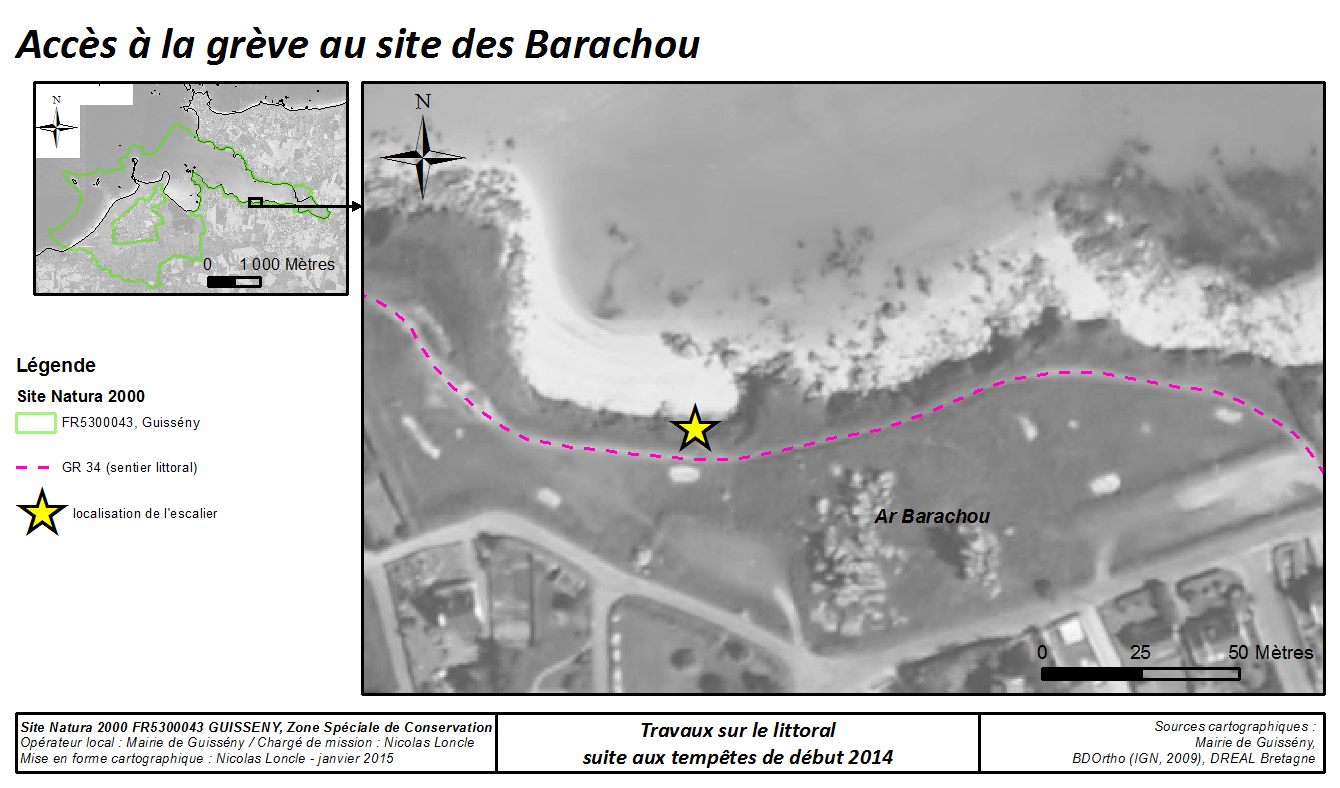 Accès à la grève au site des Barachou
N
N
0 1 000 Mètres
Légende
Site Natura 2000
FR5300043, Guissény
GR 34 (sentier littoral)
localisation de l'escalier
Ar Barachou
0 25 50 Mètres
Site Natura 2000 FR5300043 GUISSENY, Zone Spéciale de Conservation
Opérateur local : Mairie de Guissény / Chargé de mission : Nicolas Loncle
Mise en forme cartographique : Nicolas Loncle - janvier 2015
Travaux sur le littoral
suite aux tempêtes de début 2014
Sources cartographiques :
Mairie de Guissény,
BDOrtho (IGN, 2009), DREAL Bretagne